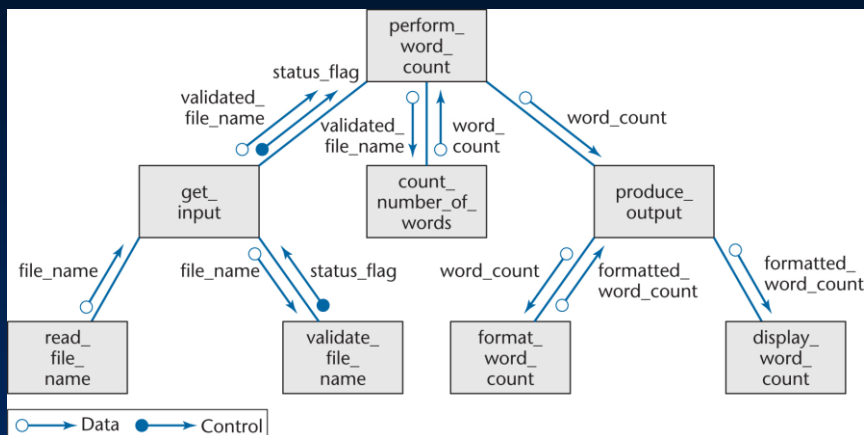 perform_
word_
count
status_flag
validated_
file_name
validated_
file_name
word_
count
word_count
get_
input
count_
number_of_
words
produce_
output
file_name
file_name
status_flag
word_count
formatted_
word_count
formatted_
word_count
read_
file_
name
validate_
file_
name
format_
word_
count
display_
word_
count
Data
Control